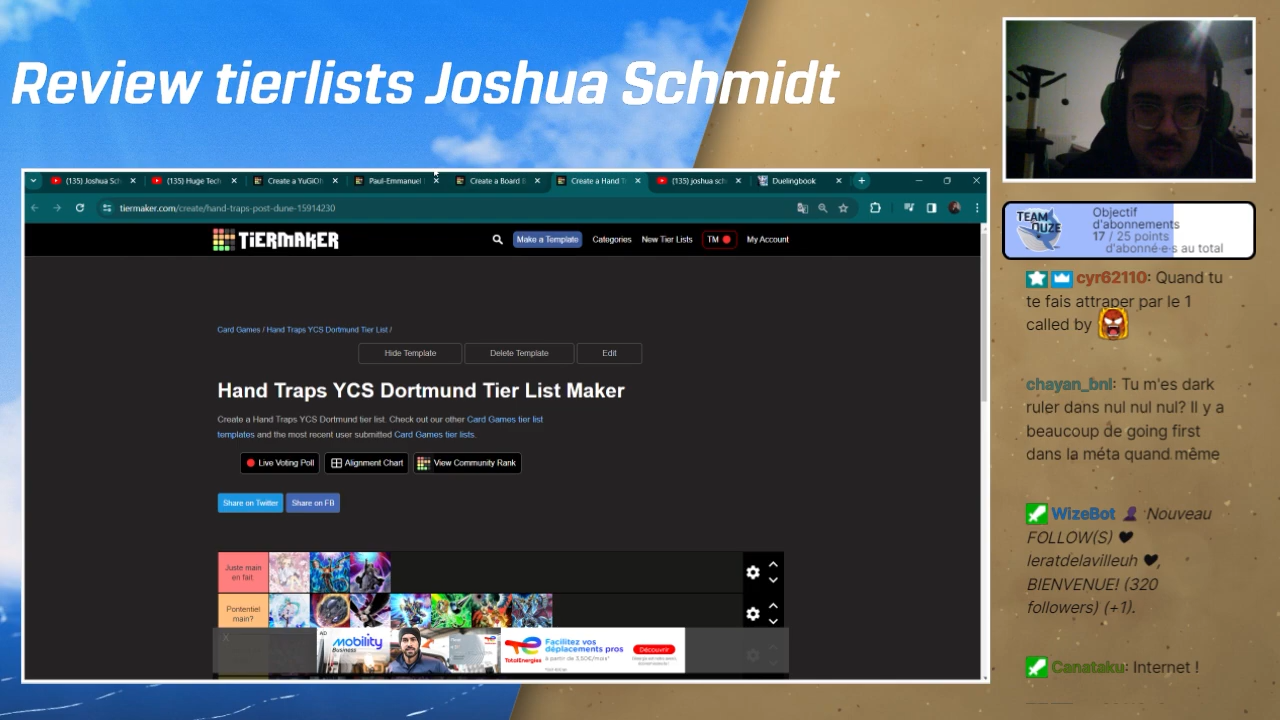 Review tierlists Joshua Schmidt
(135) Joshua Sch
(135) Huge Tech
Create a YuGiOh
Paul-Emmanuel
Create a Board
Create a Hand T
(135) joshua sch
Duelingbook
tiermaker.com/create/hand-traps-post-dune-15914230
TiERMAKER
Make a Template
Categories
New Tier Lists
TM
My Account
Card Games / Hand Traps YCS Dortmund Tier List /
Hide Template
Delete Template
Edit
Hand Traps YCS Dortmund Tier List Maker
Create a Hand Traps YCS Dortmund tier list. Check out our other Card Games tier list
templates and the most recent user submitted Card Games tier lists.
Live Voting Poll
Alignment Chart
View Community Rank
Share on Twitter
Share on FB
Juste main
en fait
Pontentiel
main?
X
AD
mobility
Business
TotalEnergies
Facilitez vos
déplacements pros
à partir de 3,50€/mois*
Découvrir
TEAM
OUZE
Objectif
d'abonnements
17 / 25 points
d'abonné·e·s au total
cyr62110: Quand tu
te fais attraper par le 1
called by
chayan_bnl: Tu m'es dark
ruler dans nul nul nul? Il y a
beaucoup de going first
dans la méta quand même
WizeBot Nouveau
FOLLOW(S) ♥
leratdelavilleuh ♥,
BIENVENUE! (320
followers) (+1).
Canataku: Internet !